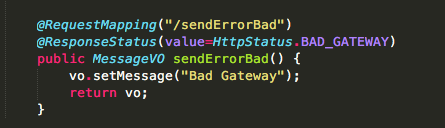 @RequestMapping("/sendErrorBad")
@ResponseStatus(value=HttpStatus.BAD_GATEWAY)
public MessageVO sendErrorBad() {
    vo.setMessage("Bad Gateway");
    return vo;
}